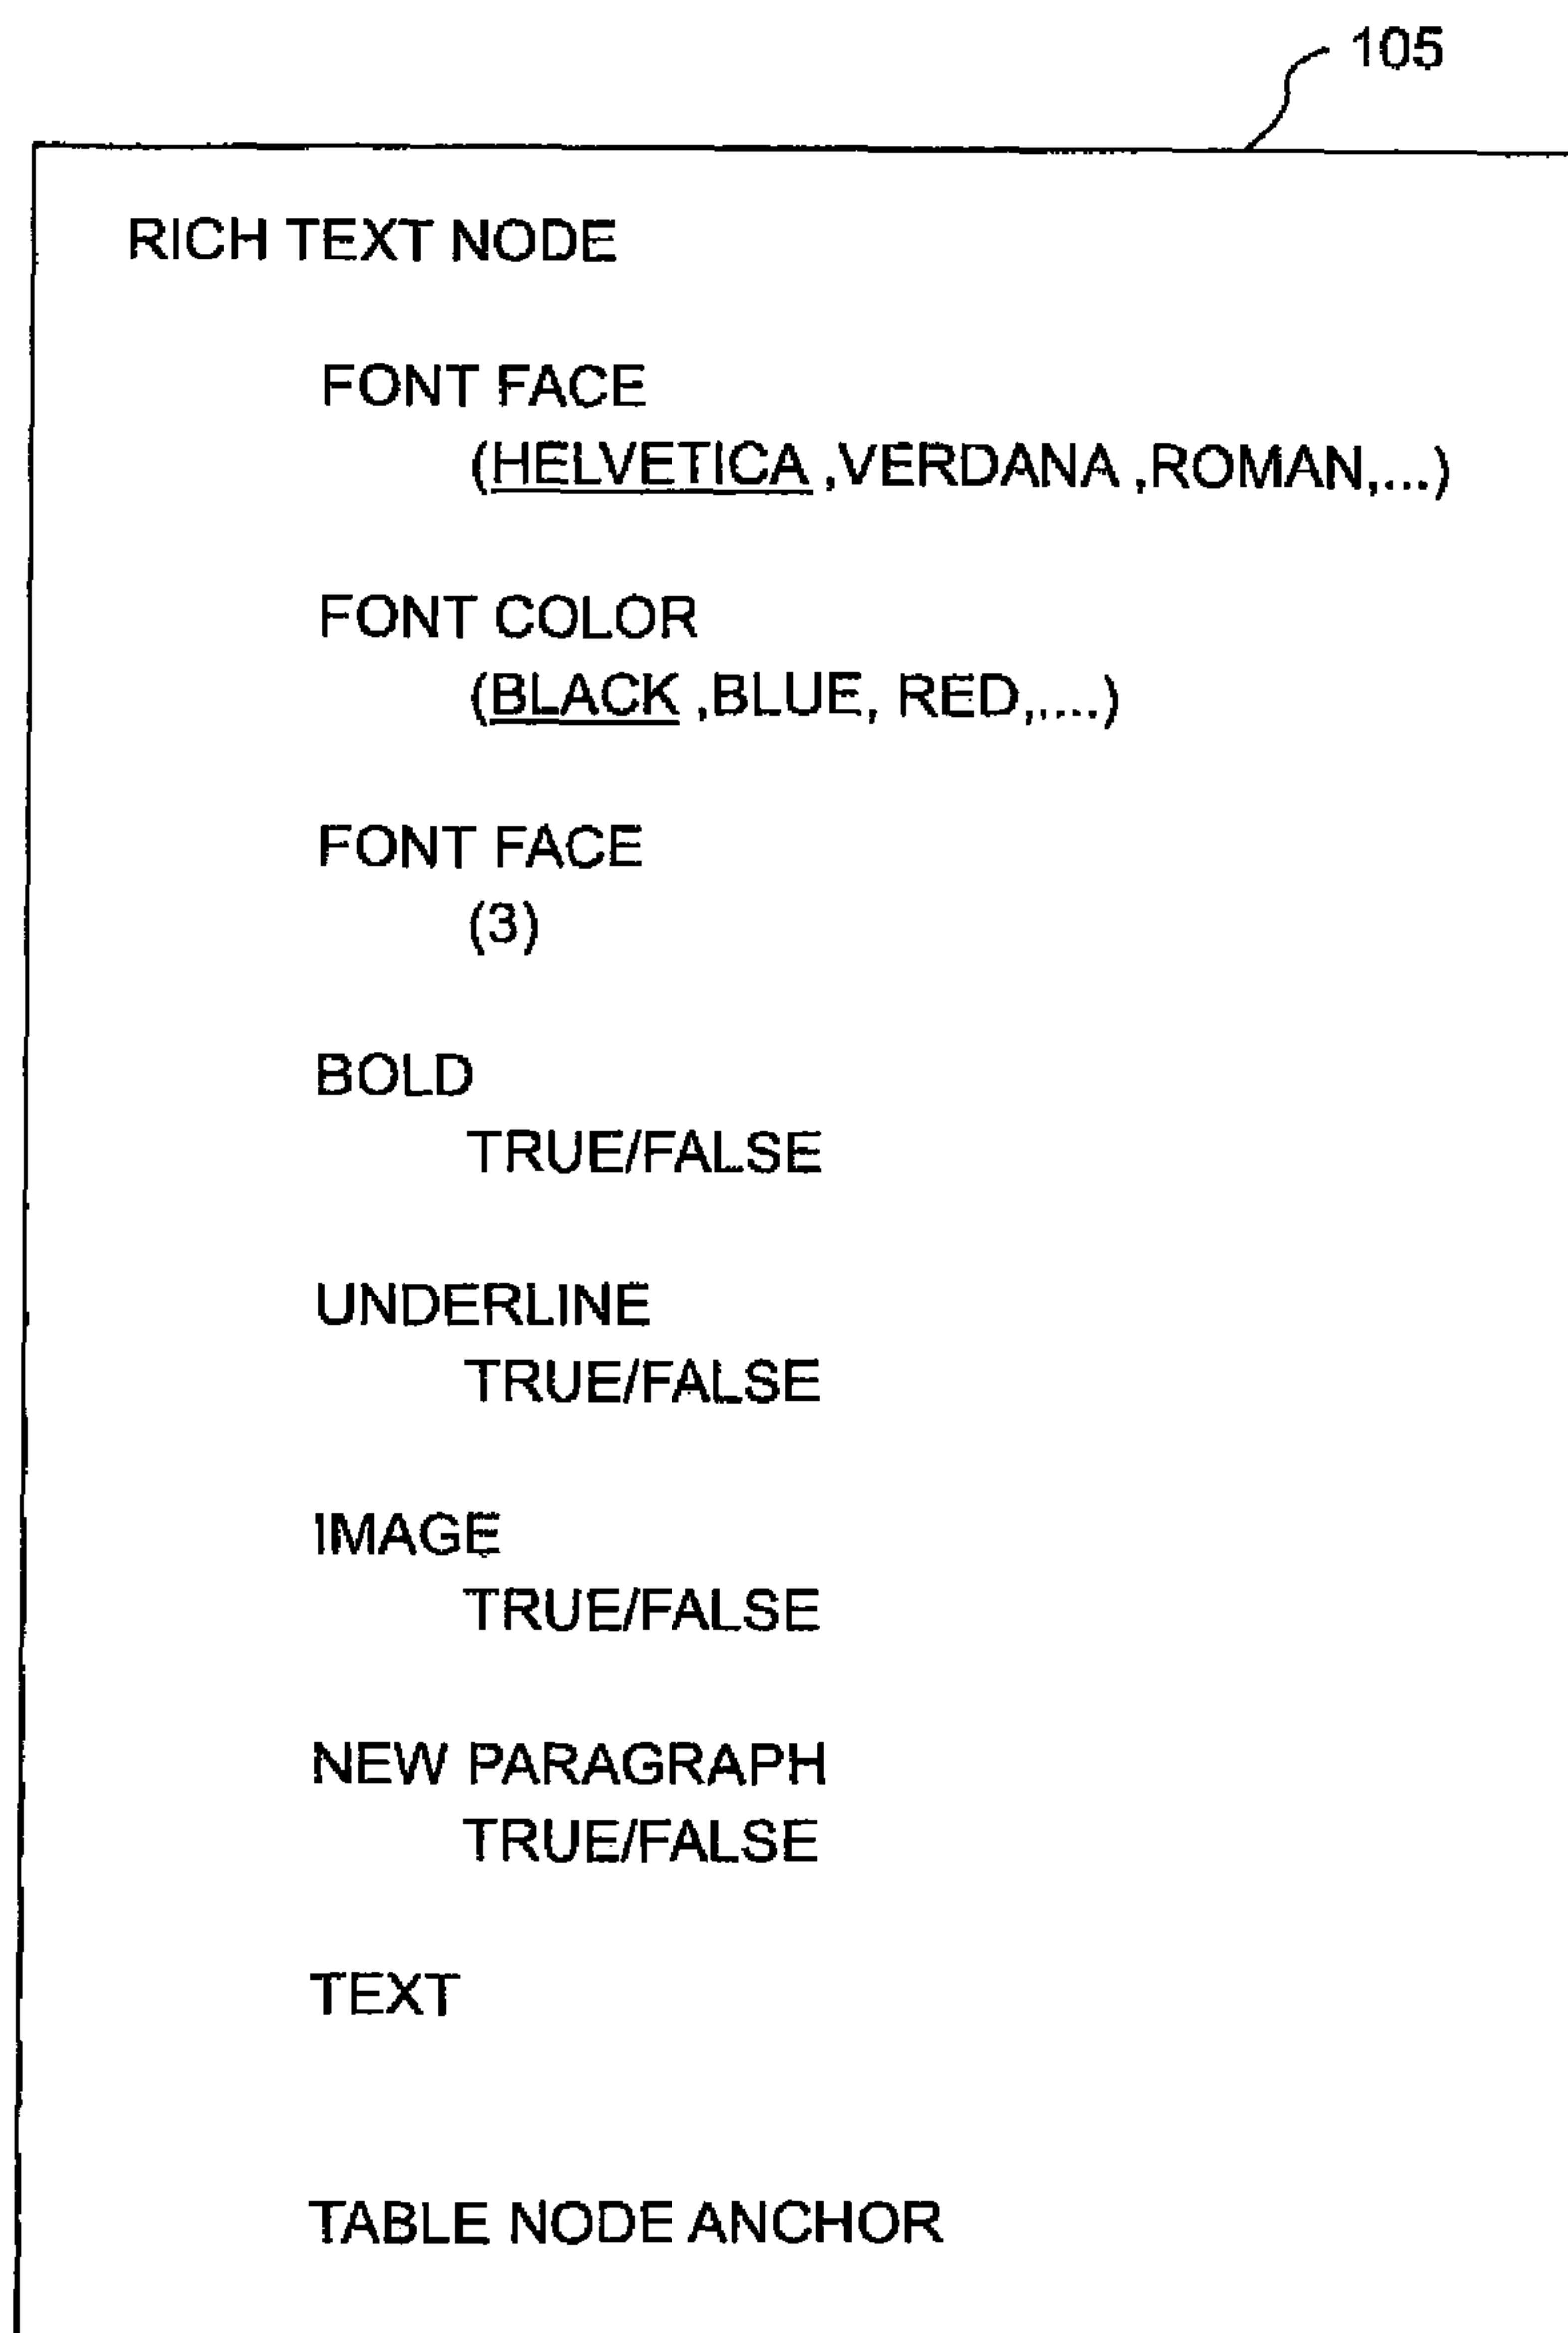 105
RICH TEXT NODE
FONT FACE
(HELVETICA ,VERDANA ,ROMAN,...)
FONT COLOR
(BLACK ,BLUE, RED,,...)
FONT FACE
(3)
BOLD
TRUE/FALSE
UNDERLINE
TRUE/FALSE
IMAGE
TRUE/FALSE
NEW PARAGRAPH
TRUE/FALSE
TEXT
TABLE NODE ANCHOR